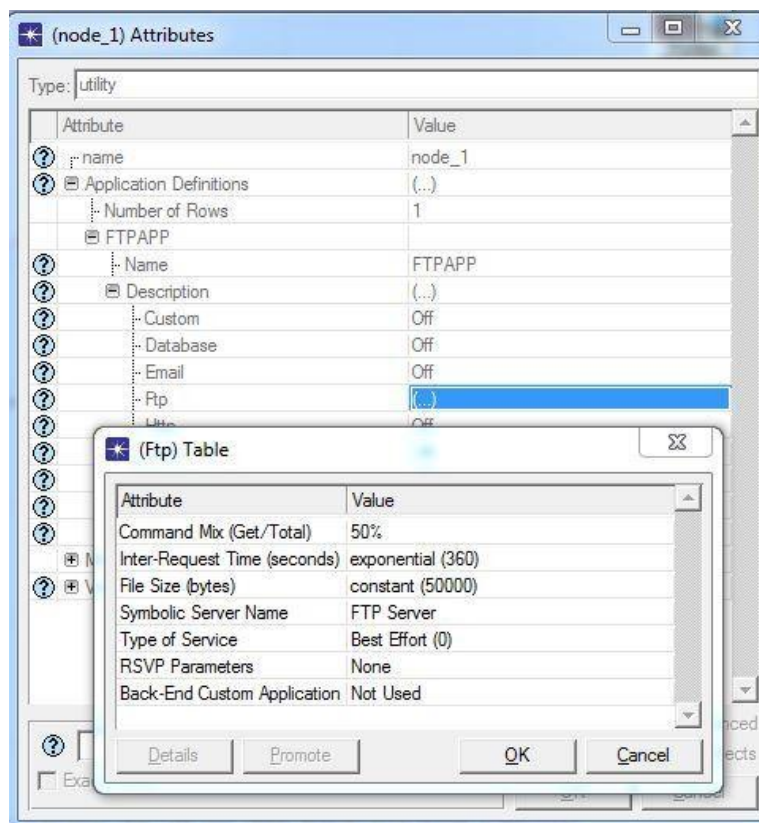 (node_1) Attributes
Type: utility
Attribute Value
name node_1
Application Definitions (...)
Number of Rows 1
FTPAPP
Name FTPAPP
Description (...)
Custom Off
Database Off
Email Off
Ftp (...)
Http Off
(Ftp) Table
Attribute Value
Command Mix (Get/Total) 50%
Inter-Request Time (seconds) exponential (360)
File Size (bytes) constant (50000)
Symbolic Server Name FTP Server
Type of Service Best Effort (0)
RSVP Parameters None
Back-End Custom Application Not Used
Details Promote OK Cancel